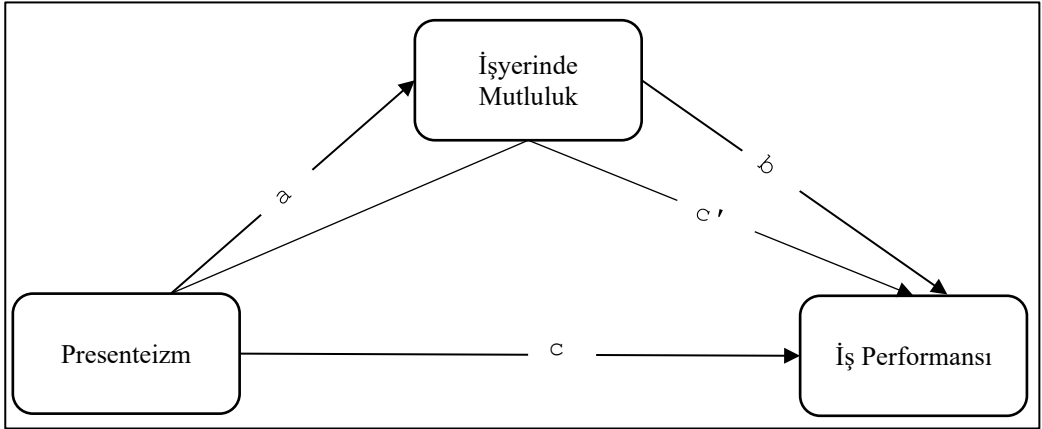 İşyerinde
Mutluluk
a
b
c'
Presenteizm
c
İş Performansı